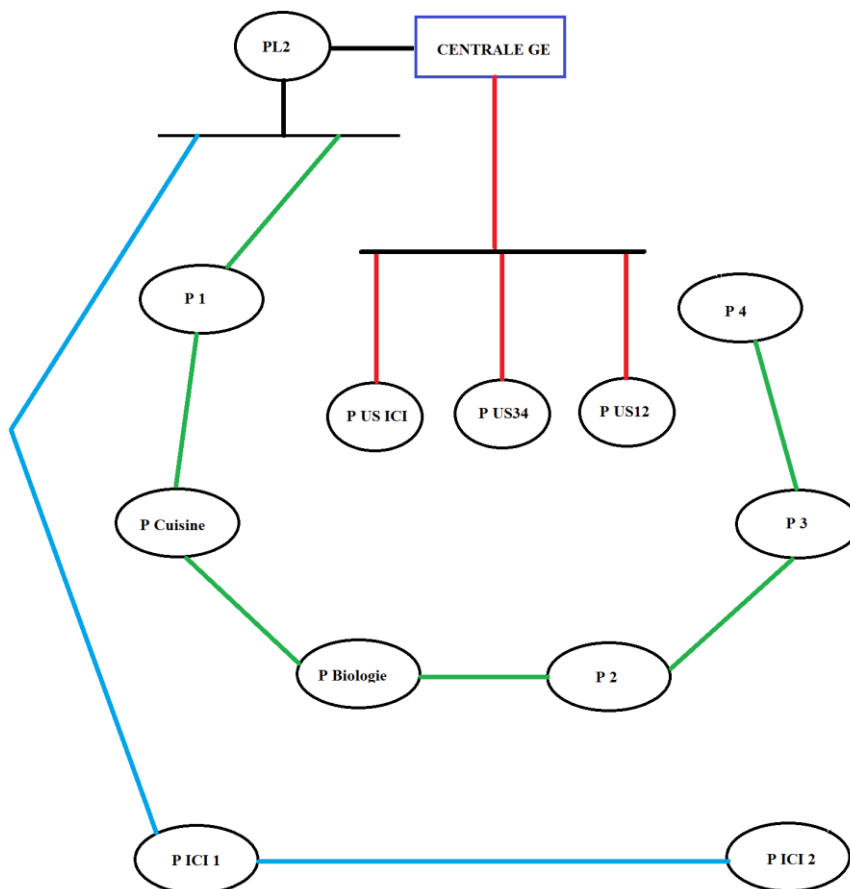 PL2
CENTRALE GE
P 1
P 4
P US ICI
P US34
P US12
P Cuisine
P 3
P Biologie
P 2
P ICI 1
P ICI 2